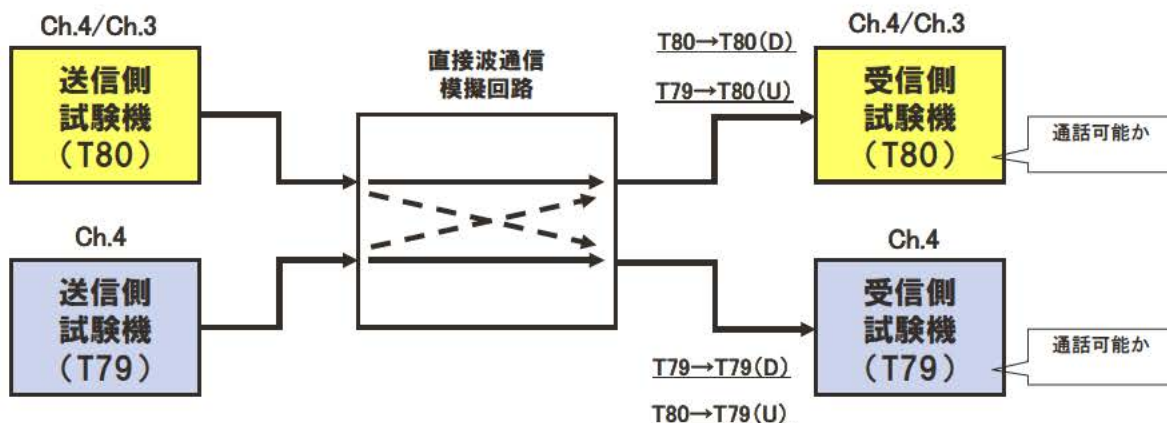 Ch.4/Ch.3
送信側
試験機
（T80）
Ch.4
送信側
試験機
（T79）
直接波通信
模擬回路
T80→T80(D)
T79→T80(U)
T79→T79(D)
T80→T79(U)
Ch.4/Ch.3
受信側
試験機
（T80）
通話可能か
Ch.4
受信側
試験機
（T79）
通話可能か